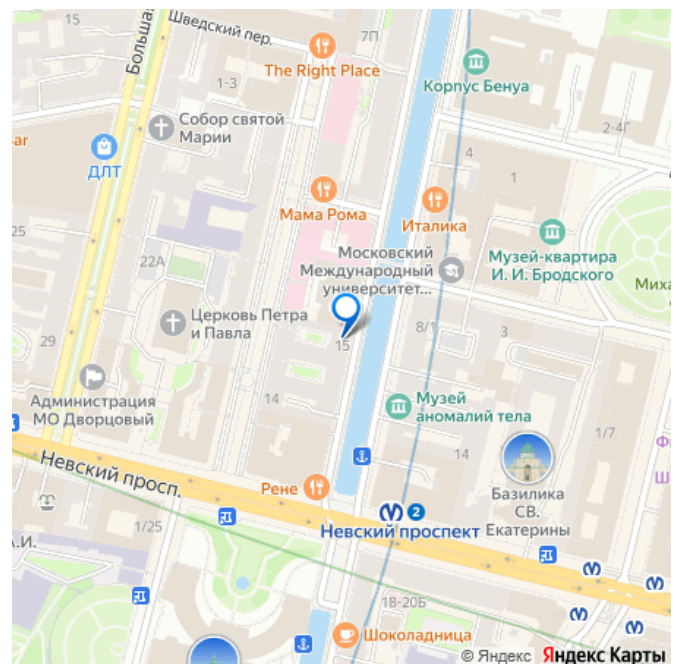 Шведский пер.
7П
Большая
The Right Place
1-3
Корпус Бенуа
Собор святой
Марии
2-4Г
ar
ДЛТ
4
1
Мама Рома
Италика
25
Московский
Международный
университет...
Музей-квартира
И. И. Бродского
22А
Миха
Церковь Петра
и Павла
8/1
3
15
29
Администрация
МО Дворцовый
14
Музей
аномалий тела
14
1/7
Невский просп.
Рене
Базилика
СВ.
Екатерины
2
Невский проспект
1/25
А.И.
18-20Б
Шоколадница
© Яндекс Яндекс Карты